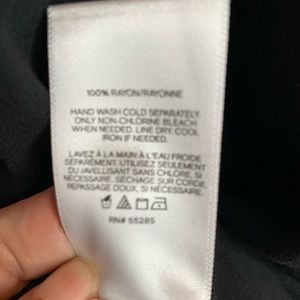 100% RAYON/RAYONNE
HAND WASH COLD SEPARATELY.
ONLY NON-CHLORINE BLEACH
WHEN NEEDED. LINE DRY. COOL
IRON IF NEEDED.
LAVEZ À LA MAIN À L'EAU FROIDE
SÉPARÉMENT. UTILISEZ UN
DU JAVELLISANT SANS CHLORE, SI
NÉCESSAIRE. SÉCHAGE SUR CORDE.
REPASSAGE DOUX, SI NÉCESSAIRE.
RN# 55285